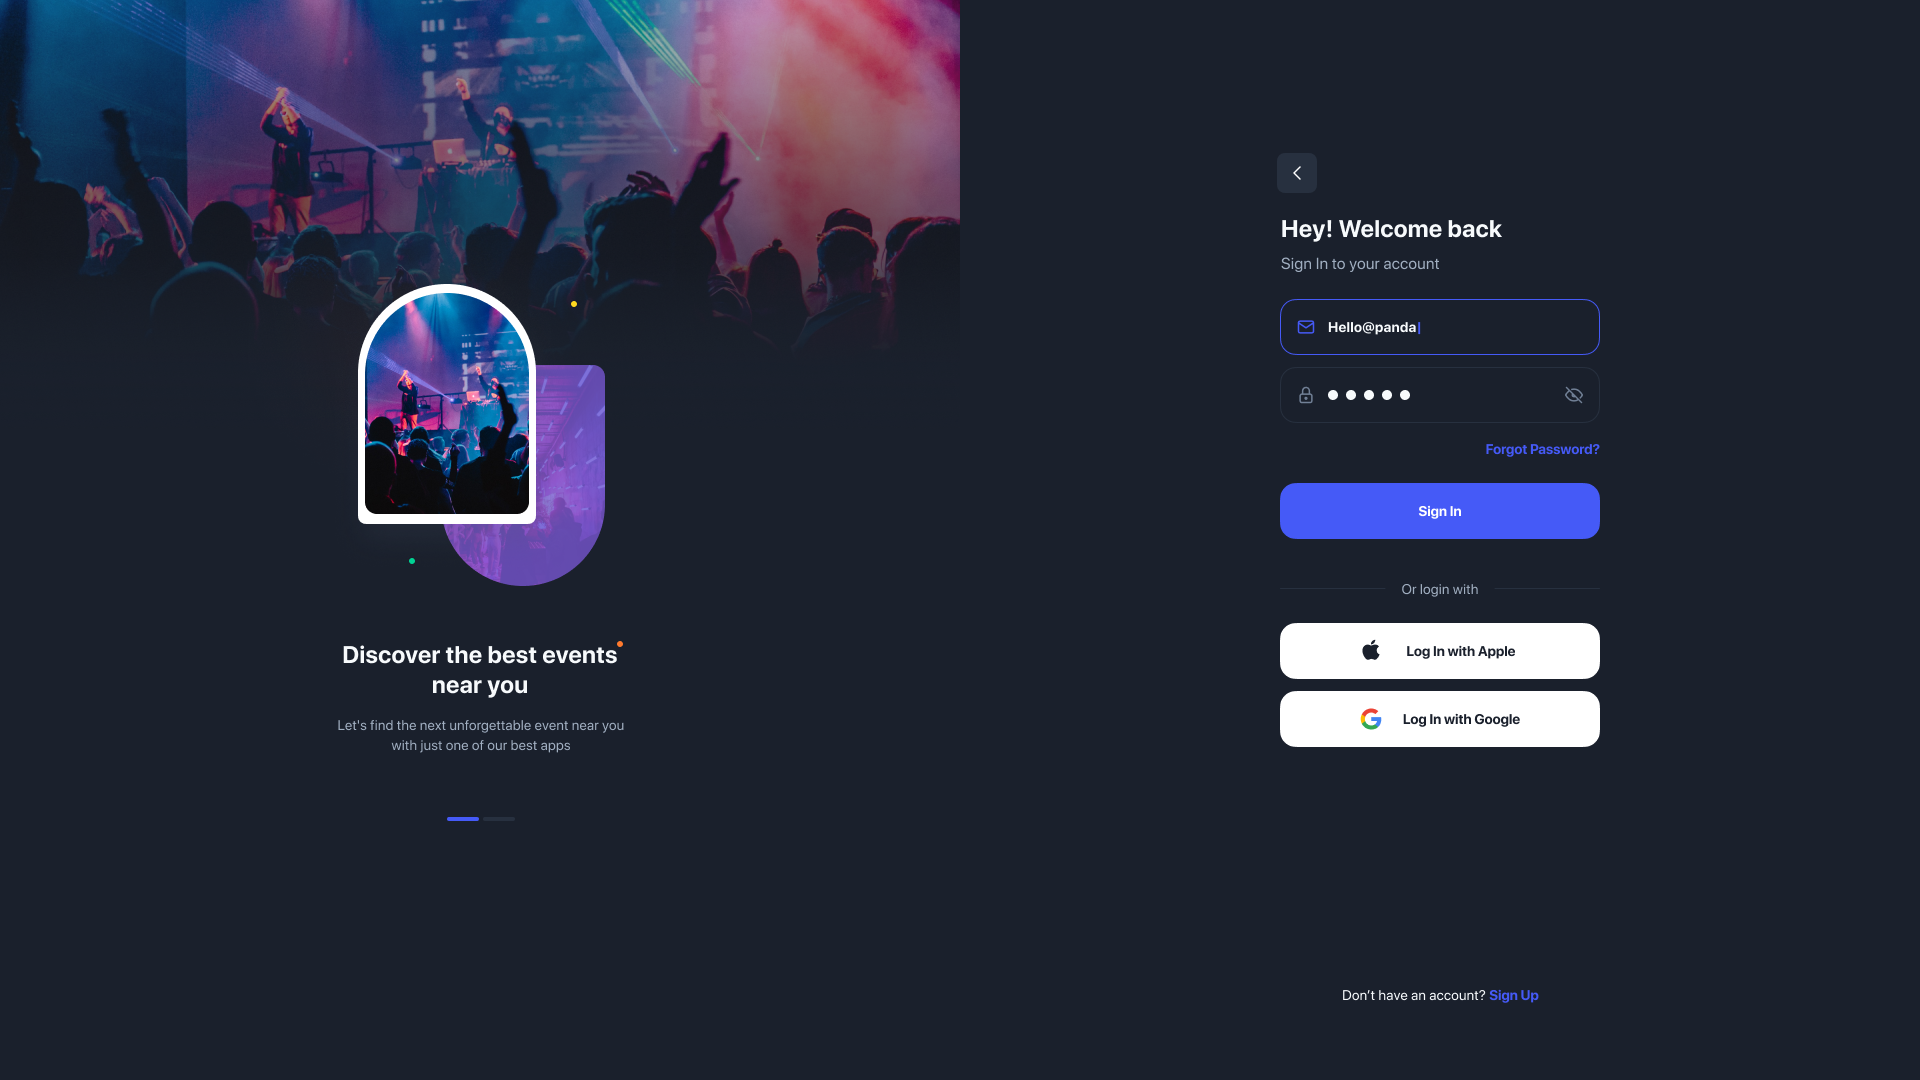 Discover the best events
near you
Let's find the next unforgettable event near you
with just one of our best apps
Hey! Welcome back
Sign In to your account
Hello@panda
Forgot Password?
Sign In
Or login with
Log In with Apple
Log In with Google
Don’t have an account? Sign Up